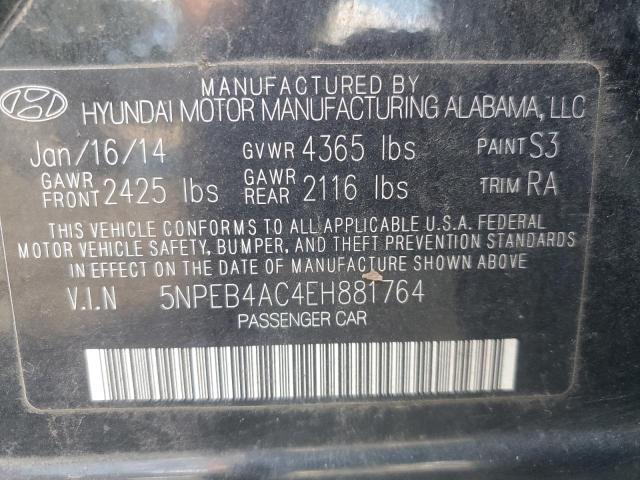 MANUFACTURED BY
HYUNDAI MOTOR MANUFACTURING ALABAMA, LLC
Jan/16/14 GVWR 4365 lbs PAINT S3
GAWR FRONT 2425 lbs GAWR REAR 2116 lbs TRIM RA
THIS VEHICLE CONFORMS TO ALL APPLICABLE U.S.A. FEDERAL
MOTOR VEHICLE SAFETY, BUMPER, AND THEFT PREVENTION STANDARDS
IN EFFECT ON THE DATE OF MANUFACTURE SHOWN ABOVE
V.I.N 5NPEB4AC4EH881764
PASSENGER CAR